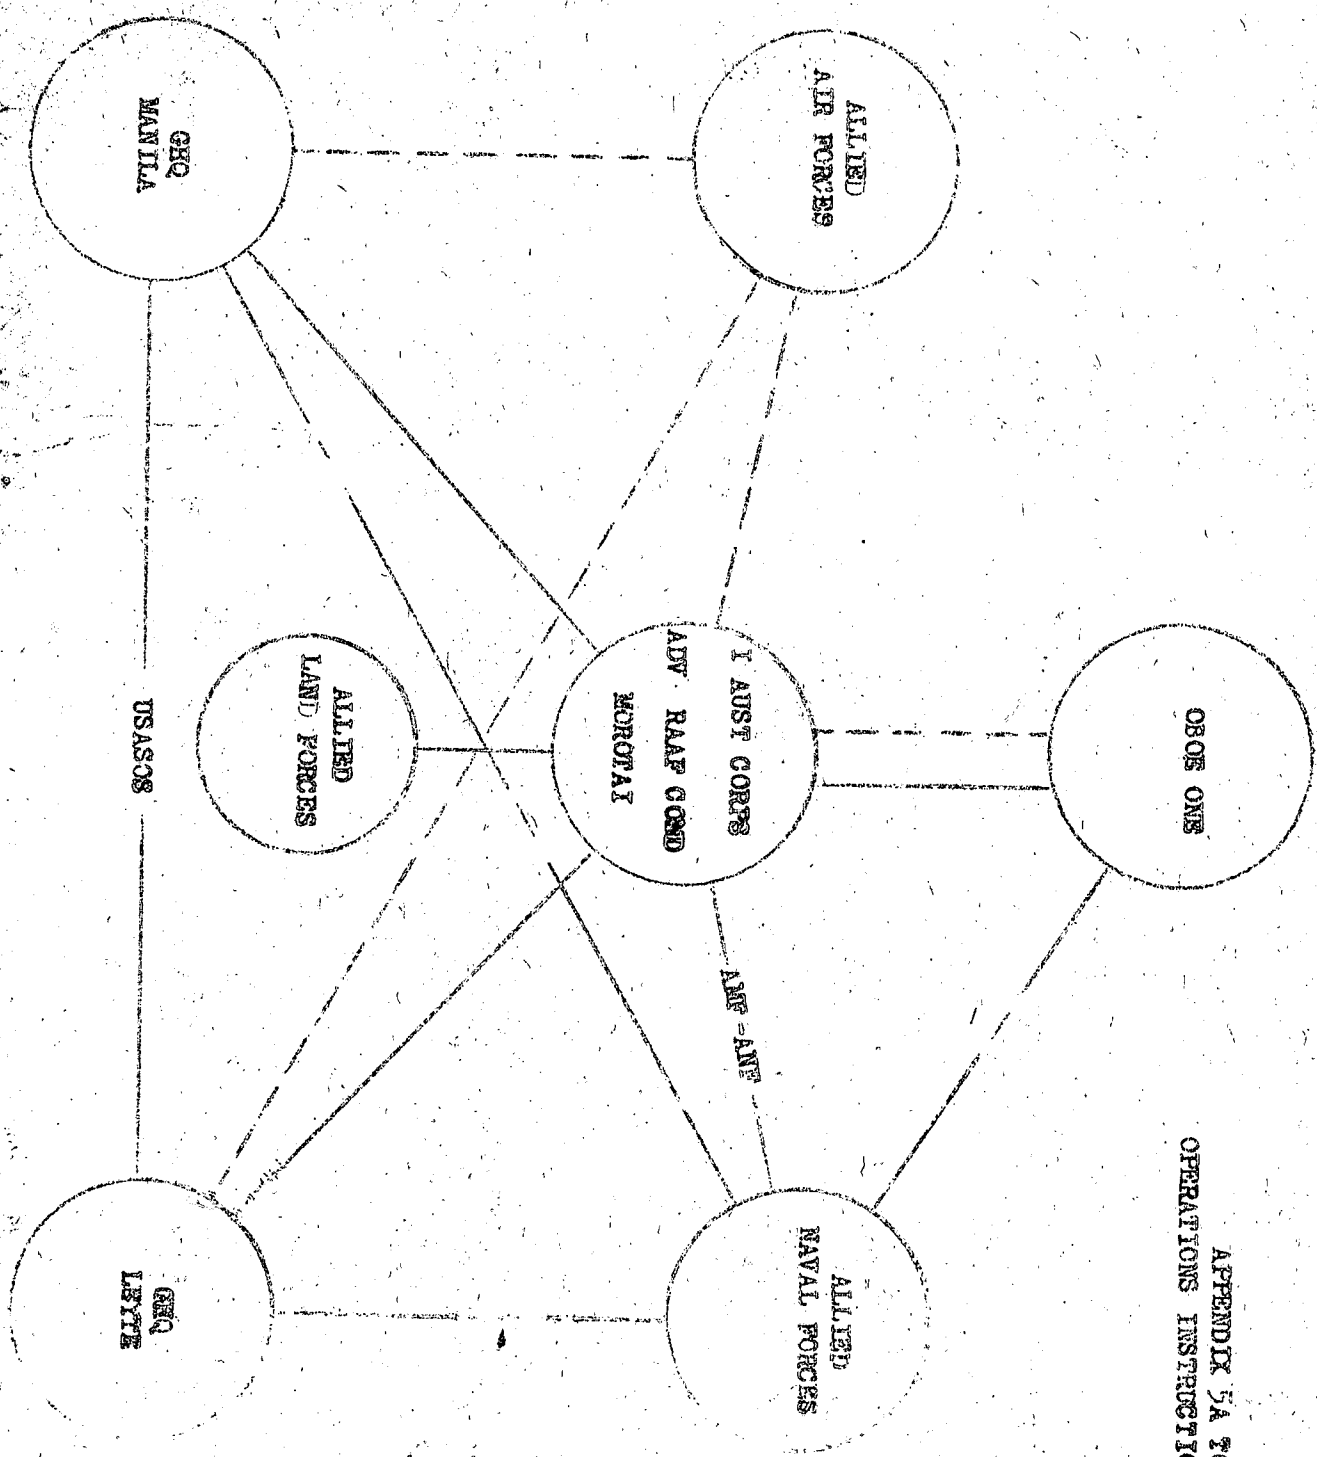 APPENDIX 5A TO
OPERATIONS INSTRUCTIO
OBOE ONE
ALLIED
AIR FORCES
I AUST CORPS
ADV RAAF COMD
MOROTAI
AMF-ANF
ALLIED
NAVAL FORCES
ALLIED
LAND FORCES
GHQ
MANILA
USASOS
GHQ
LEYTE